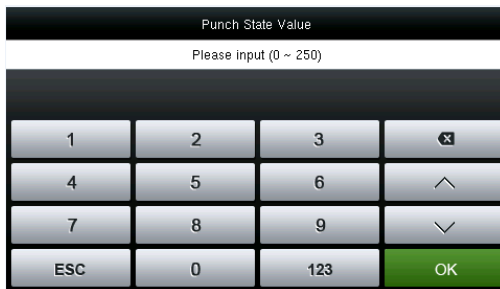 Punch State Value
Please input (0 ~ 250)
1 2 3
4 5 6
7 8 9
ESC 0 123 OK